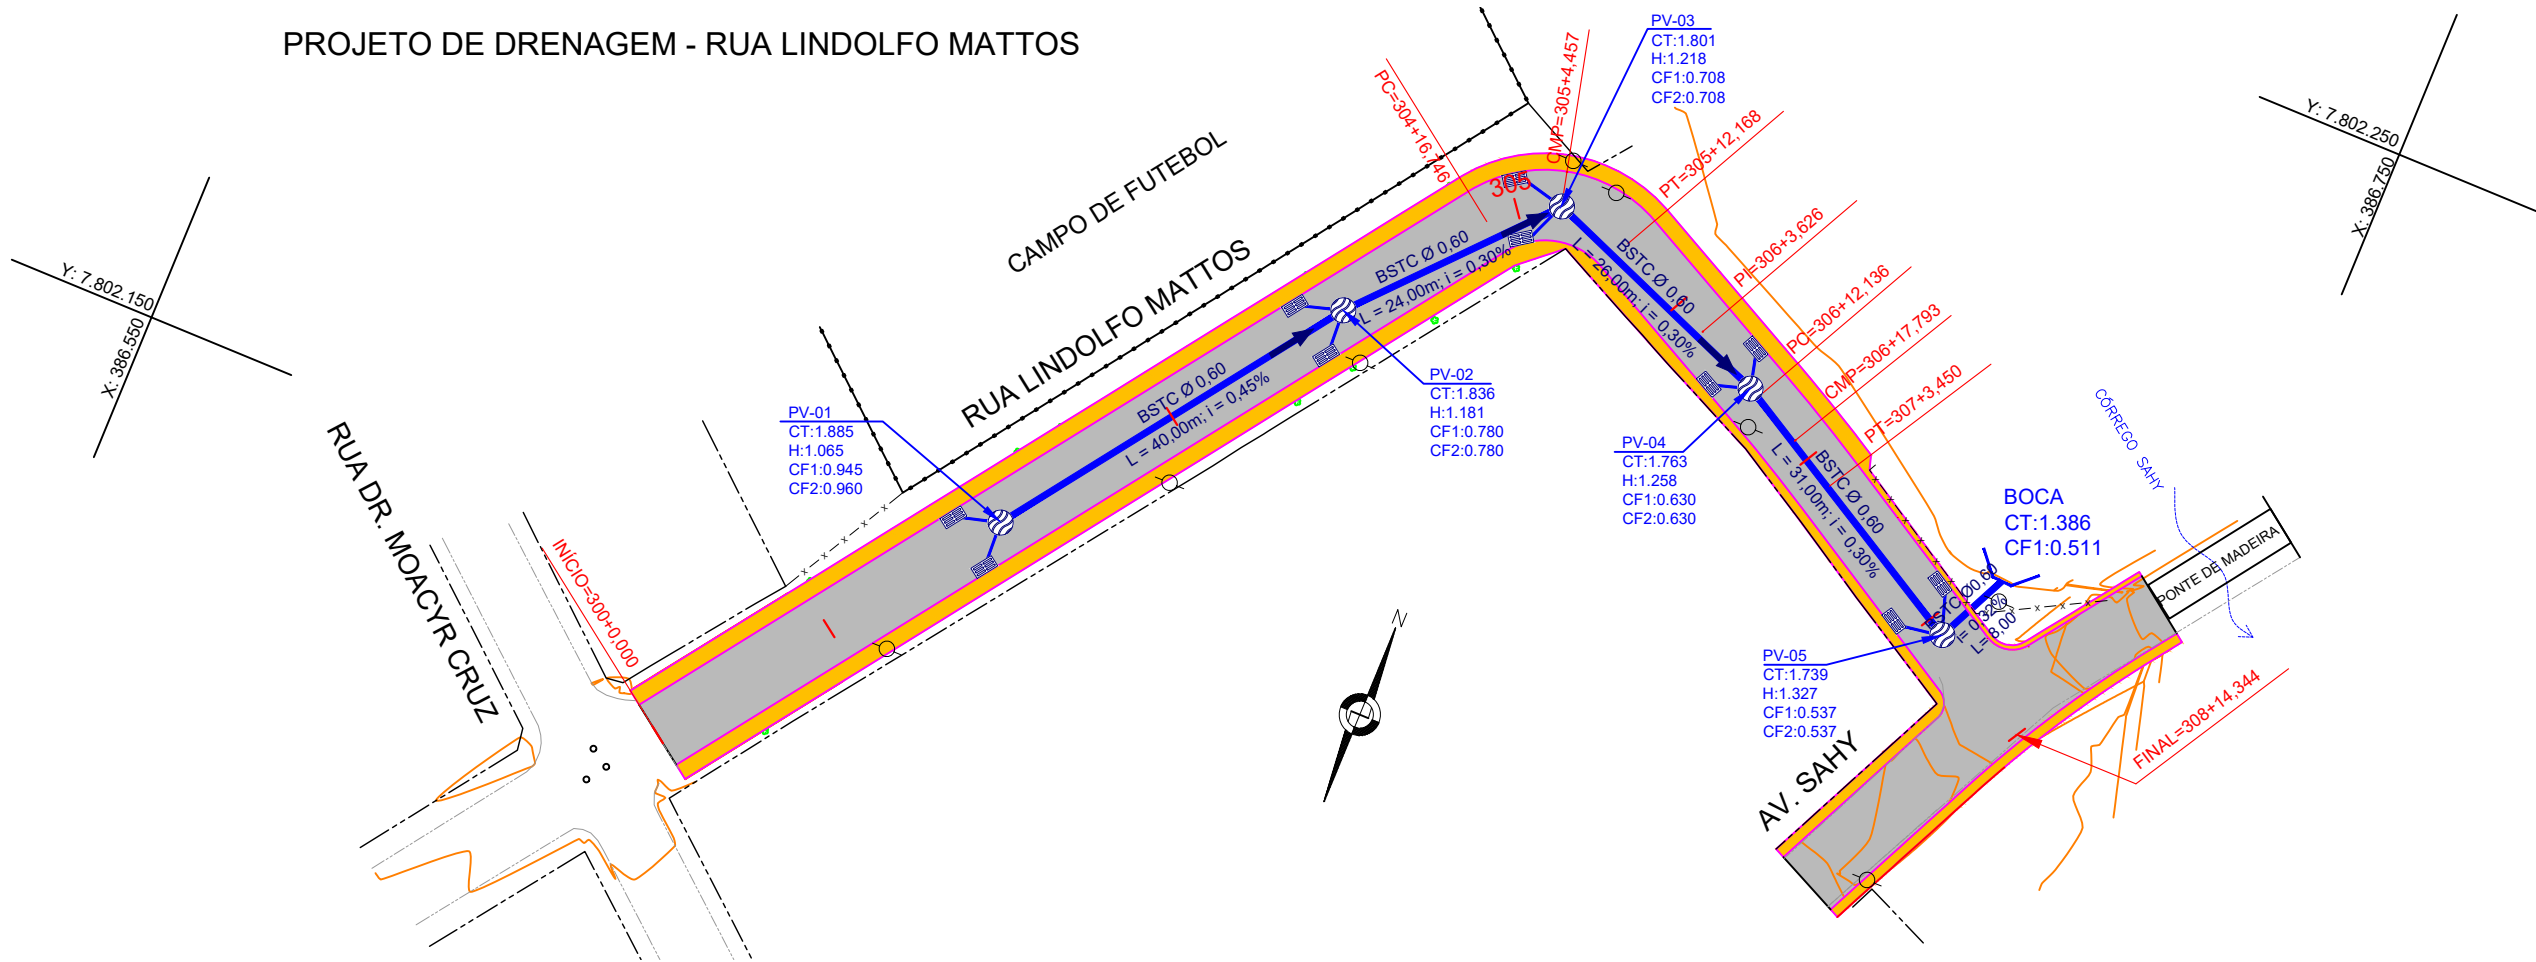 PROJETO DE DRENAGEM - RUA LINDOLFO MATTOS
Y: 7.802.150
X: 386.550
Y: 7.802.250
X: 386.750
CAMPO DE FUTEBOL
RUA LINDOLFO MATTOS
RUA DR. MOACYR CRUZ
AV. SAHY
INÍCIO=300+0,000
PV-01
CT:1.885
H:1.065
CF1:0.945
CF2:0.960
BSTC Ø 0,60
L = 40,00m; i = 0,45%
PV-02
CT:1.836
H:1.181
CF1:0.780
CF2:0.780
BSTC Ø 0,60
L = 24,00m; i = 0,30%
PC=304+16,746
305
CMP=305+4,457
PV-03
CT:1.801
H:1.218
CF1:0.708
CF2:0.708
PT=305+12,168
BSTC Ø 0,60
L = 26,00m; i = 0,30%
PI=306+3,626
PC=306+12,136
CMP=306+17,793
PT=307+3,450
PV-04
CT:1.763
H:1.258
CF1:0.630
CF2:0.630
BSTC Ø 0,60
L = 31,00m; i = 0,30%
PV-05
CT:1.739
H:1.327
CF1:0.537
CF2:0.537
BSTC Ø0,60
i= 0,32%
L= 8,00
BOCA
CT:1.386
CF1:0.511
CÓRREGO SAHY
PONTE DE MADEIRA
FINAL=308+14,344
N